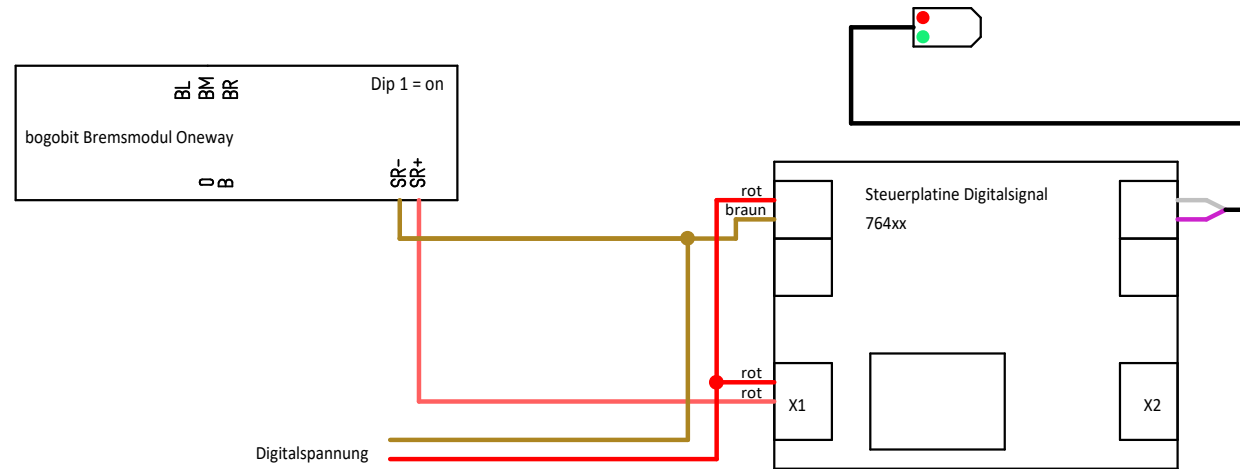 BL
BM
BR
Dip 1 = on
bogobit Bremsmodul Oneway
O
B
SR-
SR+
rot
braun
Steuerplatine Digitalsignal
764xx
rot
rot
X1
X2
Digitalspannung